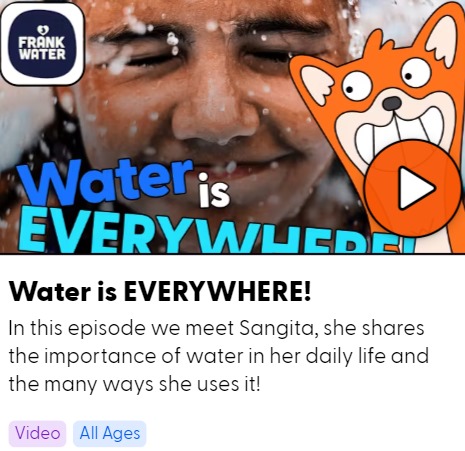 FRANK
WATER
Water is
EVERYWHERE!
Water is EVERYWHERE!
In this episode we meet Sangita, she shares
the importance of water in her daily life and
the many ways she uses it!
Video All Ages